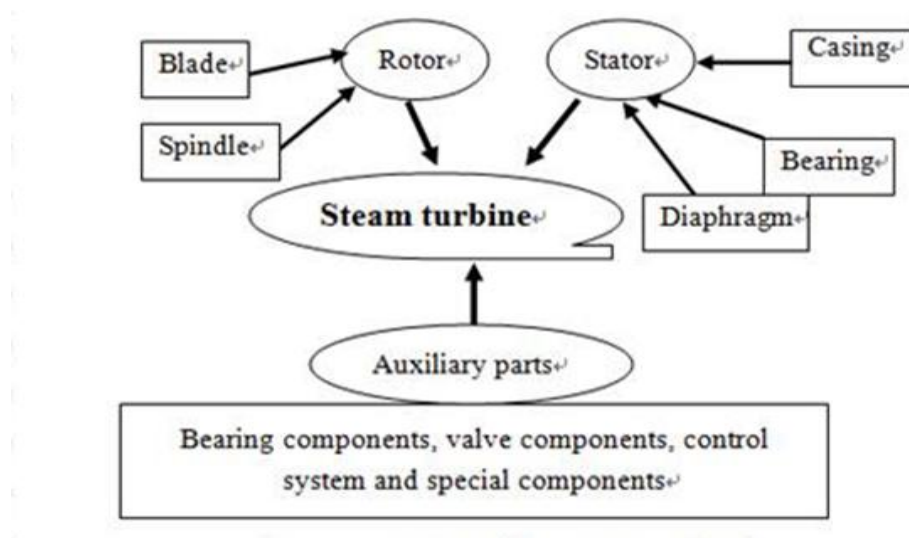 Blade↵
Rotor↵
Stator↵
Casing↵
Spindle↵
Bearing↵
Steam turbine↵
Diaphragm↵
Auxiliary parts↵
Bearing components, valve components, control
system and special components↵